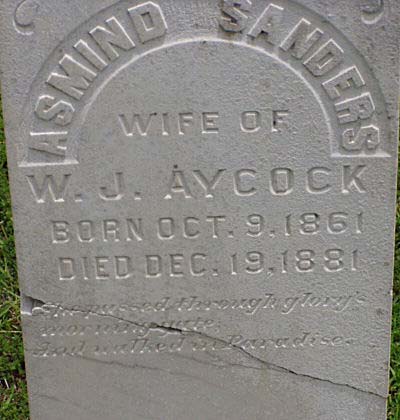 ASMIND SANDERS
WIFE OF
W. J. AYCOCK
BORN OCT. 9, 1861
DIED DEC. 19, 1881
She passed through glory's
morning gate,
And walked in Paradise.